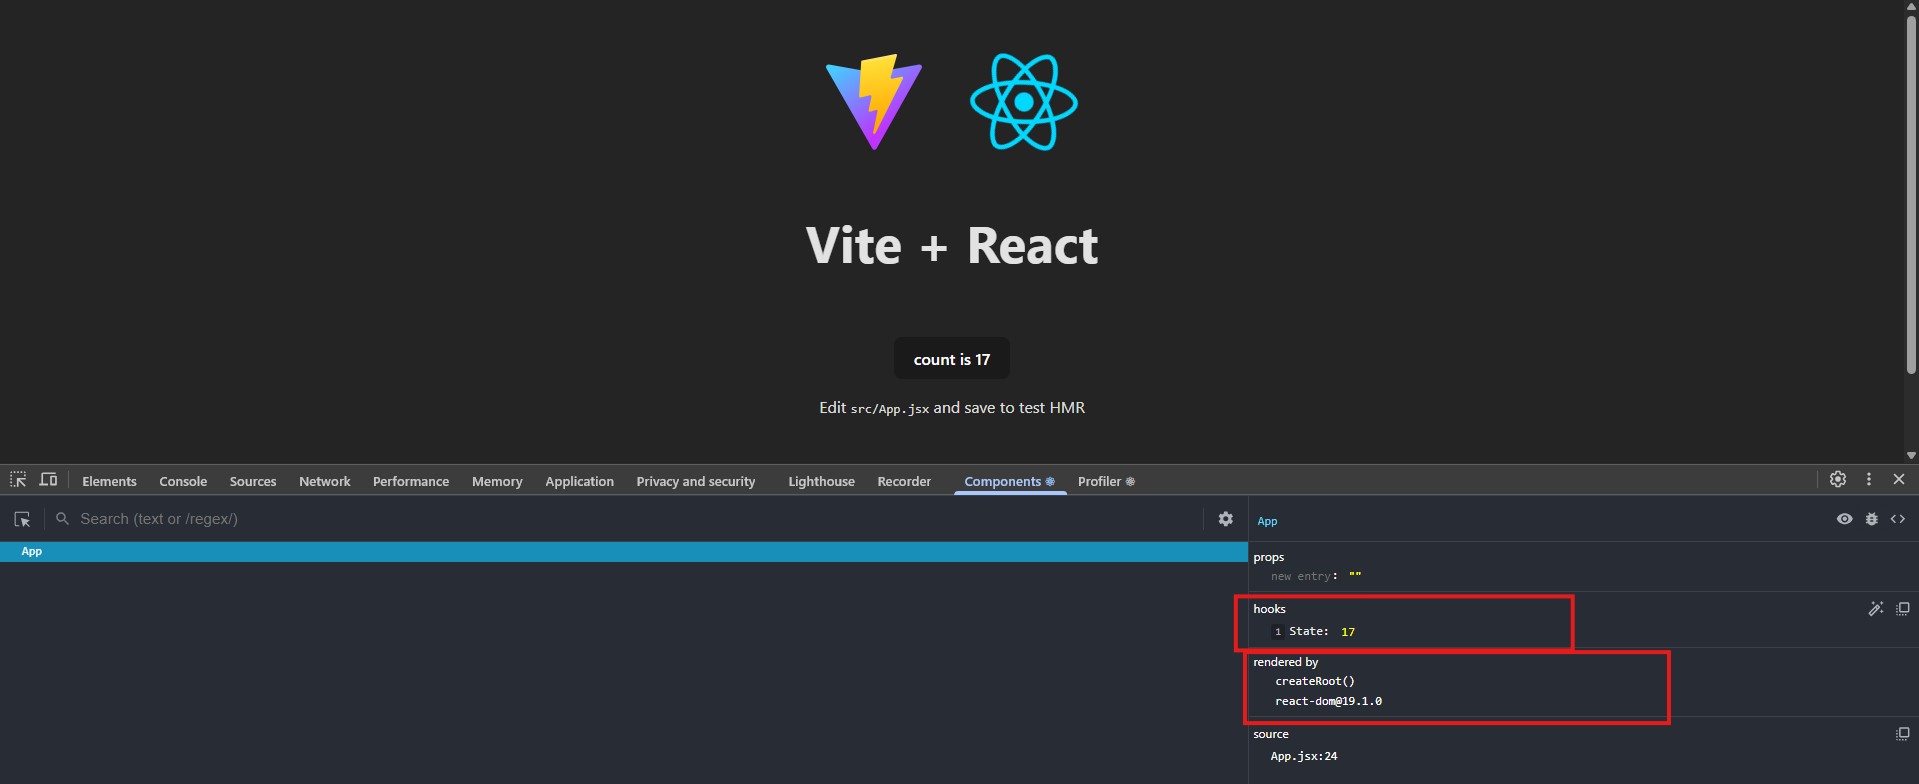 Vite + React
count is 17
Edit src/App.jsx and save to test HMR
Elements Console Sources Network Performance Memory Application Privacy and security Lighthouse Recorder Components Profiler
Search (text or /regex/)
App
App
props
new entry: ""
hooks
1 State: 17
rendered by
createRoot()
react-dom@19.1.0
source
App.jsx:24